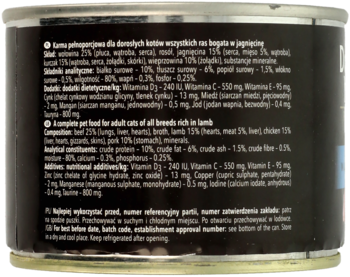 Karma pełnoporcjowa dla dorosłych kotów wszystkich ras bogata w jagnięcinę
Skład: wołowina 25% (płuca, wątroba, serca), rosół, jagnięcina 15% (serca, mięso 5%, wątroba),
kurczak 15% (wątroba, serca, żołądki, skórki), wieprzowina 10% (żołądki), substancje mineralne.
Składniki analityczne: białko surowe - 10%, tłuszcz surowy - 6%, popiół surowy - 1,5%, włókno
surowe - 0,5%, wilgotność - 80%, wapń - 0,3%, fosfor - 0,25%.
Dodatki: dodatki dietetyczne/kg: Witamina D3 - 240 IU, Witamina C - 550 mg, Witamina E - 95 mg,
Cynk (chelat cynkowy wodzianu glicyny, tlenek cynku) - 13 mg, Miedź (siarczan miedzi, pięciowodny)
- 2 mg, Mangan (siarczan manganu, jednowodny) - 0,5 mg, Jod (jodan wapnia, bezwodny) - 0,4 mg,
Tauryna - 800 mg.
A complete pet food for adult cats of all breeds rich in lamb
Composition: beef 25% (lungs, liver, hearts), broth, lamb 15% (hearts, meat 5%, liver), chicken 15%
(liver, hearts, gizzards, skin), pork 10% (stomach), minerals.
Analytical constituents: crude protein - 10%, crude fat - 6%, crude ash - 1.5%, crude fibre - 0.5%,
moisture - 80%, calcium - 0.3%, phosphorus - 0.25%.
Additives: nutritional additives/kg: Vitamin D3 - 240 IU, Vitamin C - 550 mg, Vitamin E - 95 mg,
Zinc (zinc chelate of glycine hydrate, zinc oxide) - 13 mg, Copper (cupric sulphate, pentahydrate)
- 2 mg, Manganese (manganous sulphate, monohydrate) - 0.5 mg, Iodine (calcium iodate, anhydrous)
- 0.4 mg, Taurine - 800 mg.
PL/ Najlepiej wykorzystać przed, numer referencyjny partii, numer zatwierdzenia zakładu: patrz
na spodzie puszki. Przechowywać w suchym i chłodnym miejscu. Po otwarciu przechowywać w lodówce.
GB/ For best before date, batch code, establishment approval number: see bottom of the can. Store
in a dry and cool place. Keep refrigerated after opening.